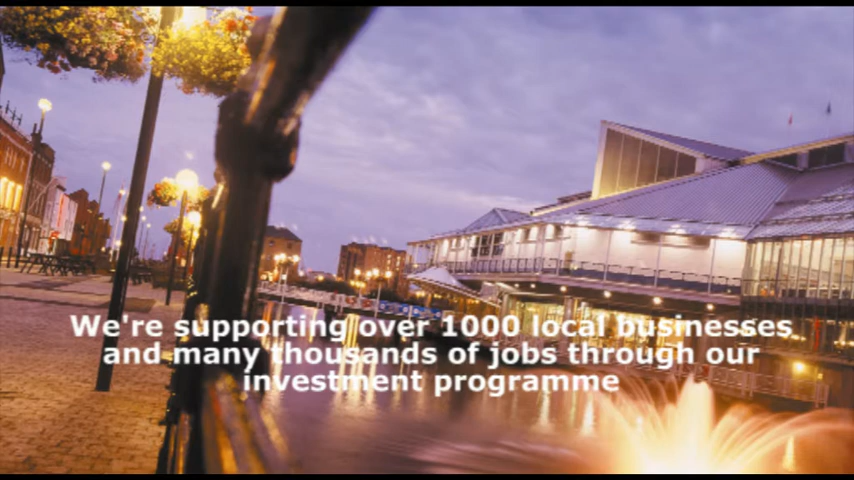 We're supporting over 1000 local businesses
and many thousands of jobs through our
investment programme